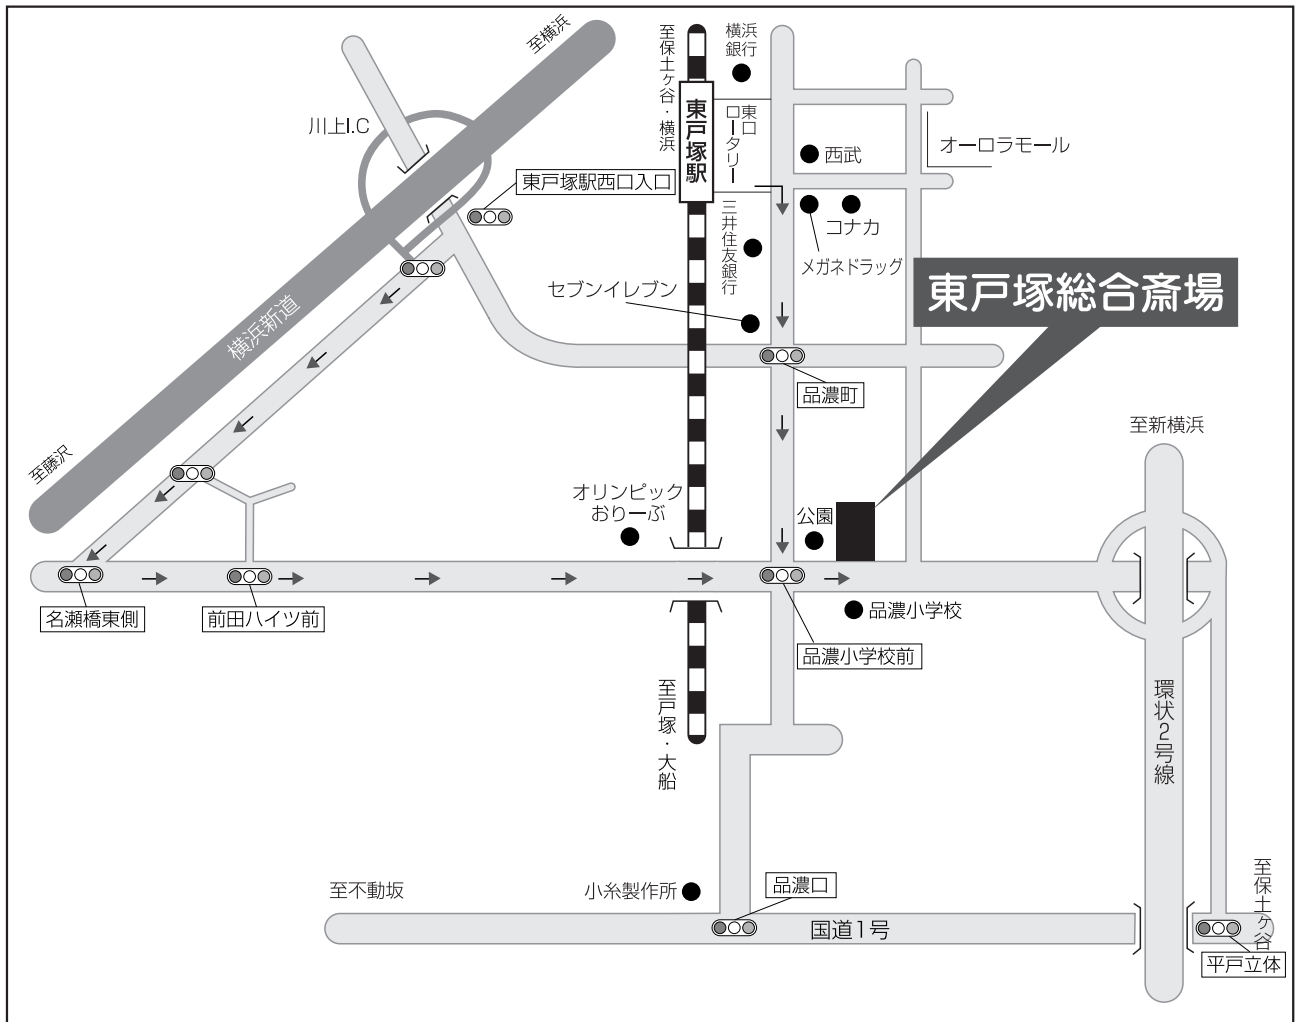 至横浜
至保土ヶ谷・横浜
横浜
銀行
川上I.C
東戸塚駅
東口
ロータリー
オーロラモール
西武
東戸塚駅西口入口
コナカ
三井住友銀行
メガネドラッグ
セブンイレブン
東戸塚総合斎場
横浜新道
品濃町
至新横浜
至藤沢
オリンピック
おりーぶ
公園
名瀬橋東側
前田ハイツ前
品濃小学校
品濃小学校前
至戸塚・大船
環状2号線
至不動坂
小糸製作所
品濃口
至保土ヶ谷
国道1号
平戸立体